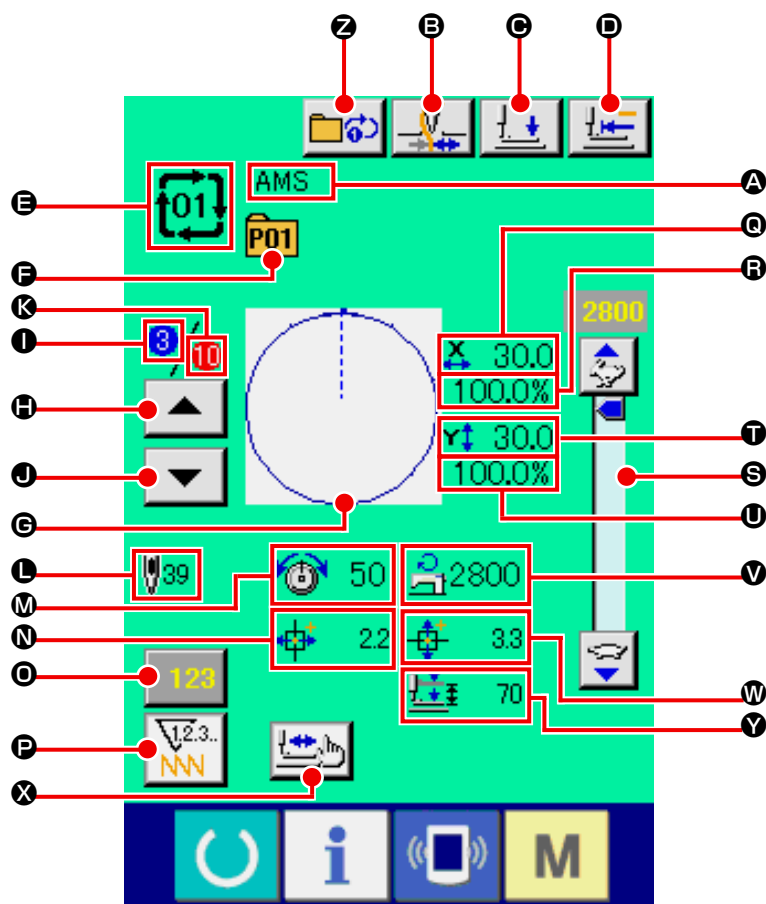 Z B C D
AMS A
E 01
Q
P01
F R
K 2800
I 3 / 10 X 30.0
100.0%
H
Y 30.0 T
J 100.0% S
G U
L 39 50 2800 V
M
N 2.2 3.3
O 123 W
70 Y
P 1.2.3..
X
i M